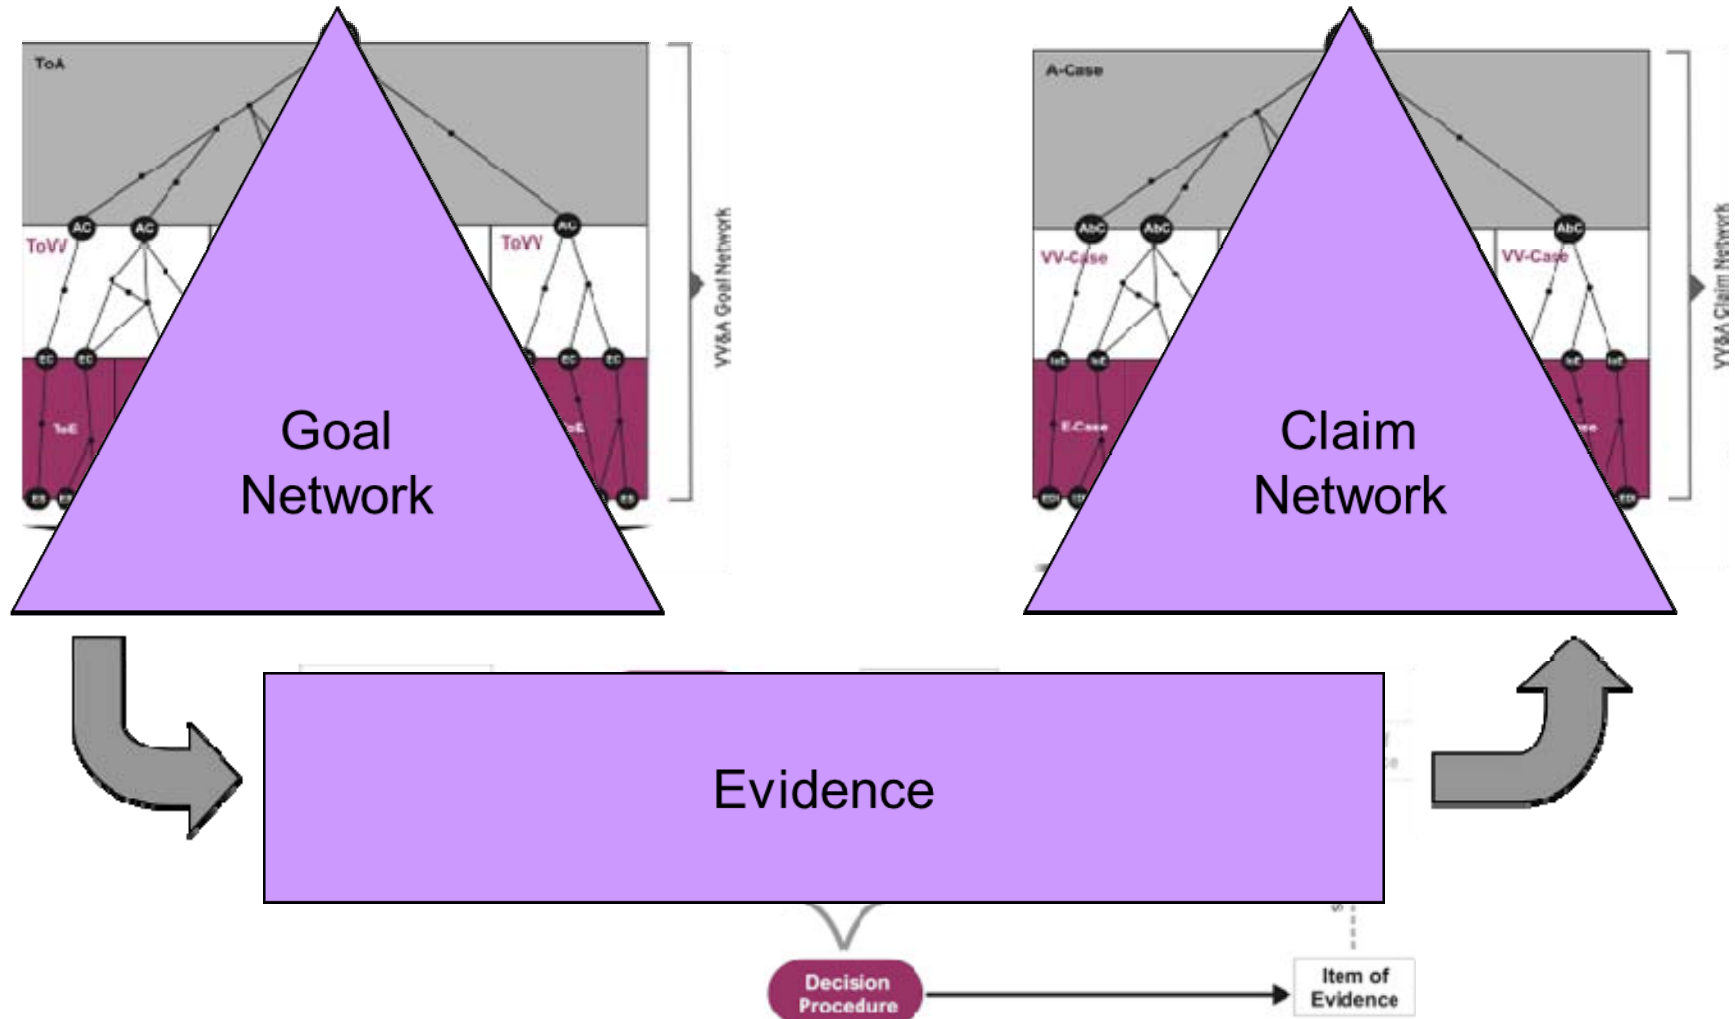 ToA
AC
AC
AC
ToVV
ToVV
EC
EC
EC
EC
ToE
ES
ES
VV&A Goal Network
Goal
Network
A-Case
AbC
AbC
AbC
VV-Case
VV-Case
IoE
IoE
IoE
IoE
E-Case
VV&A Claim Network
Claim
Network
Evidence
Decision
Procedure
Item of
Evidence